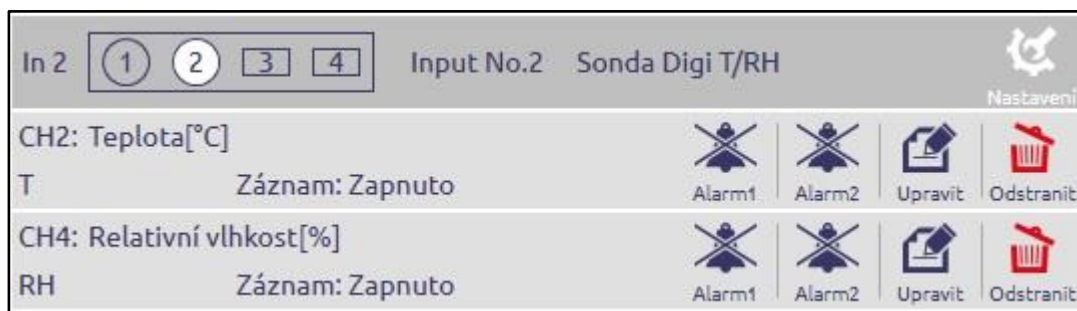 In 2 1 2 3 4 Input No.2 Sonda Digi T/RH
Nastavení
CH2: Teplota[°C]
T Záznam: Zapnuto
Alarm1 Alarm2 Upravit Odstranit
CH4: Relativní vlhkost[%]
RH Záznam: Zapnuto
Alarm1 Alarm2 Upravit Odstranit